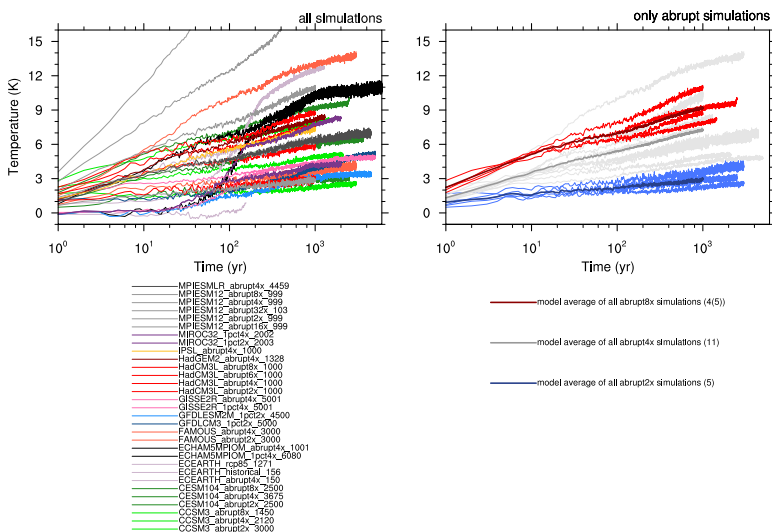 all simulations
only abrupt simulations
Temperature (K)
15
12
9
6
3
0
10^0
10^1
10^2
10^3
Time (yr)
15
12
9
6
3
0
10^0
10^1
10^2
10^3
Time (yr)
MPIESMLR_abrupt4x_4459
MPIESM12_abrupt8x_999
MPIESM12_abrupt4x_999
MPIESM12_abrupt32x_103
MPIESM12_abrupt2x_999
MPIESM12_abrupt16x_999
MIROC32_1pct4x_2002
MIROC32_1pct2x_2003
IPSL_abrupt4x_1000
HadGEM2_abrupt4x_1328
HadCM3L_abrupt8x_1000
HadCM3L_abrupt6x_1000
HadCM3L_abrupt4x_1000
HadCM3L_abrupt2x_1000
GISSE2R_abrupt4x_5001
GISSE2R_1pct4x_5001
GFDLESM2M_1pct2x_4500
GFDLCM3_1pct2x_5000
FAMOUS_abrupt4x_3000
FAMOUS_abrupt2x_3000
ECHAM5MPIOM_abrupt4x_1001
ECHAM5MPIOM_1pct4x_6080
ECEARTH_rcp85_1271
ECEARTH_historical_156
ECEARTH_abrupt4x_150
CESM104_abrupt8x_2500
CESM104_abrupt4x_3675
CESM104_abrupt2x_2500
CCSM3_abrupt8x_1450
CCSM3_abrupt4x_2120
CCSM3_abrupt2x_3000
model average of all abrupt8x simulations (4(5))
model average of all abrupt4x simulations (11)
model average of all abrupt2x simulations (5)